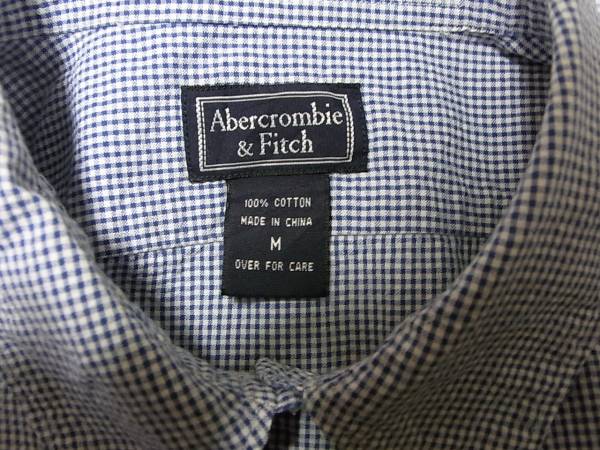 Abercrombie
& Fitch
100% COTTON
MADE IN CHINA
M
OVER FOR CARE